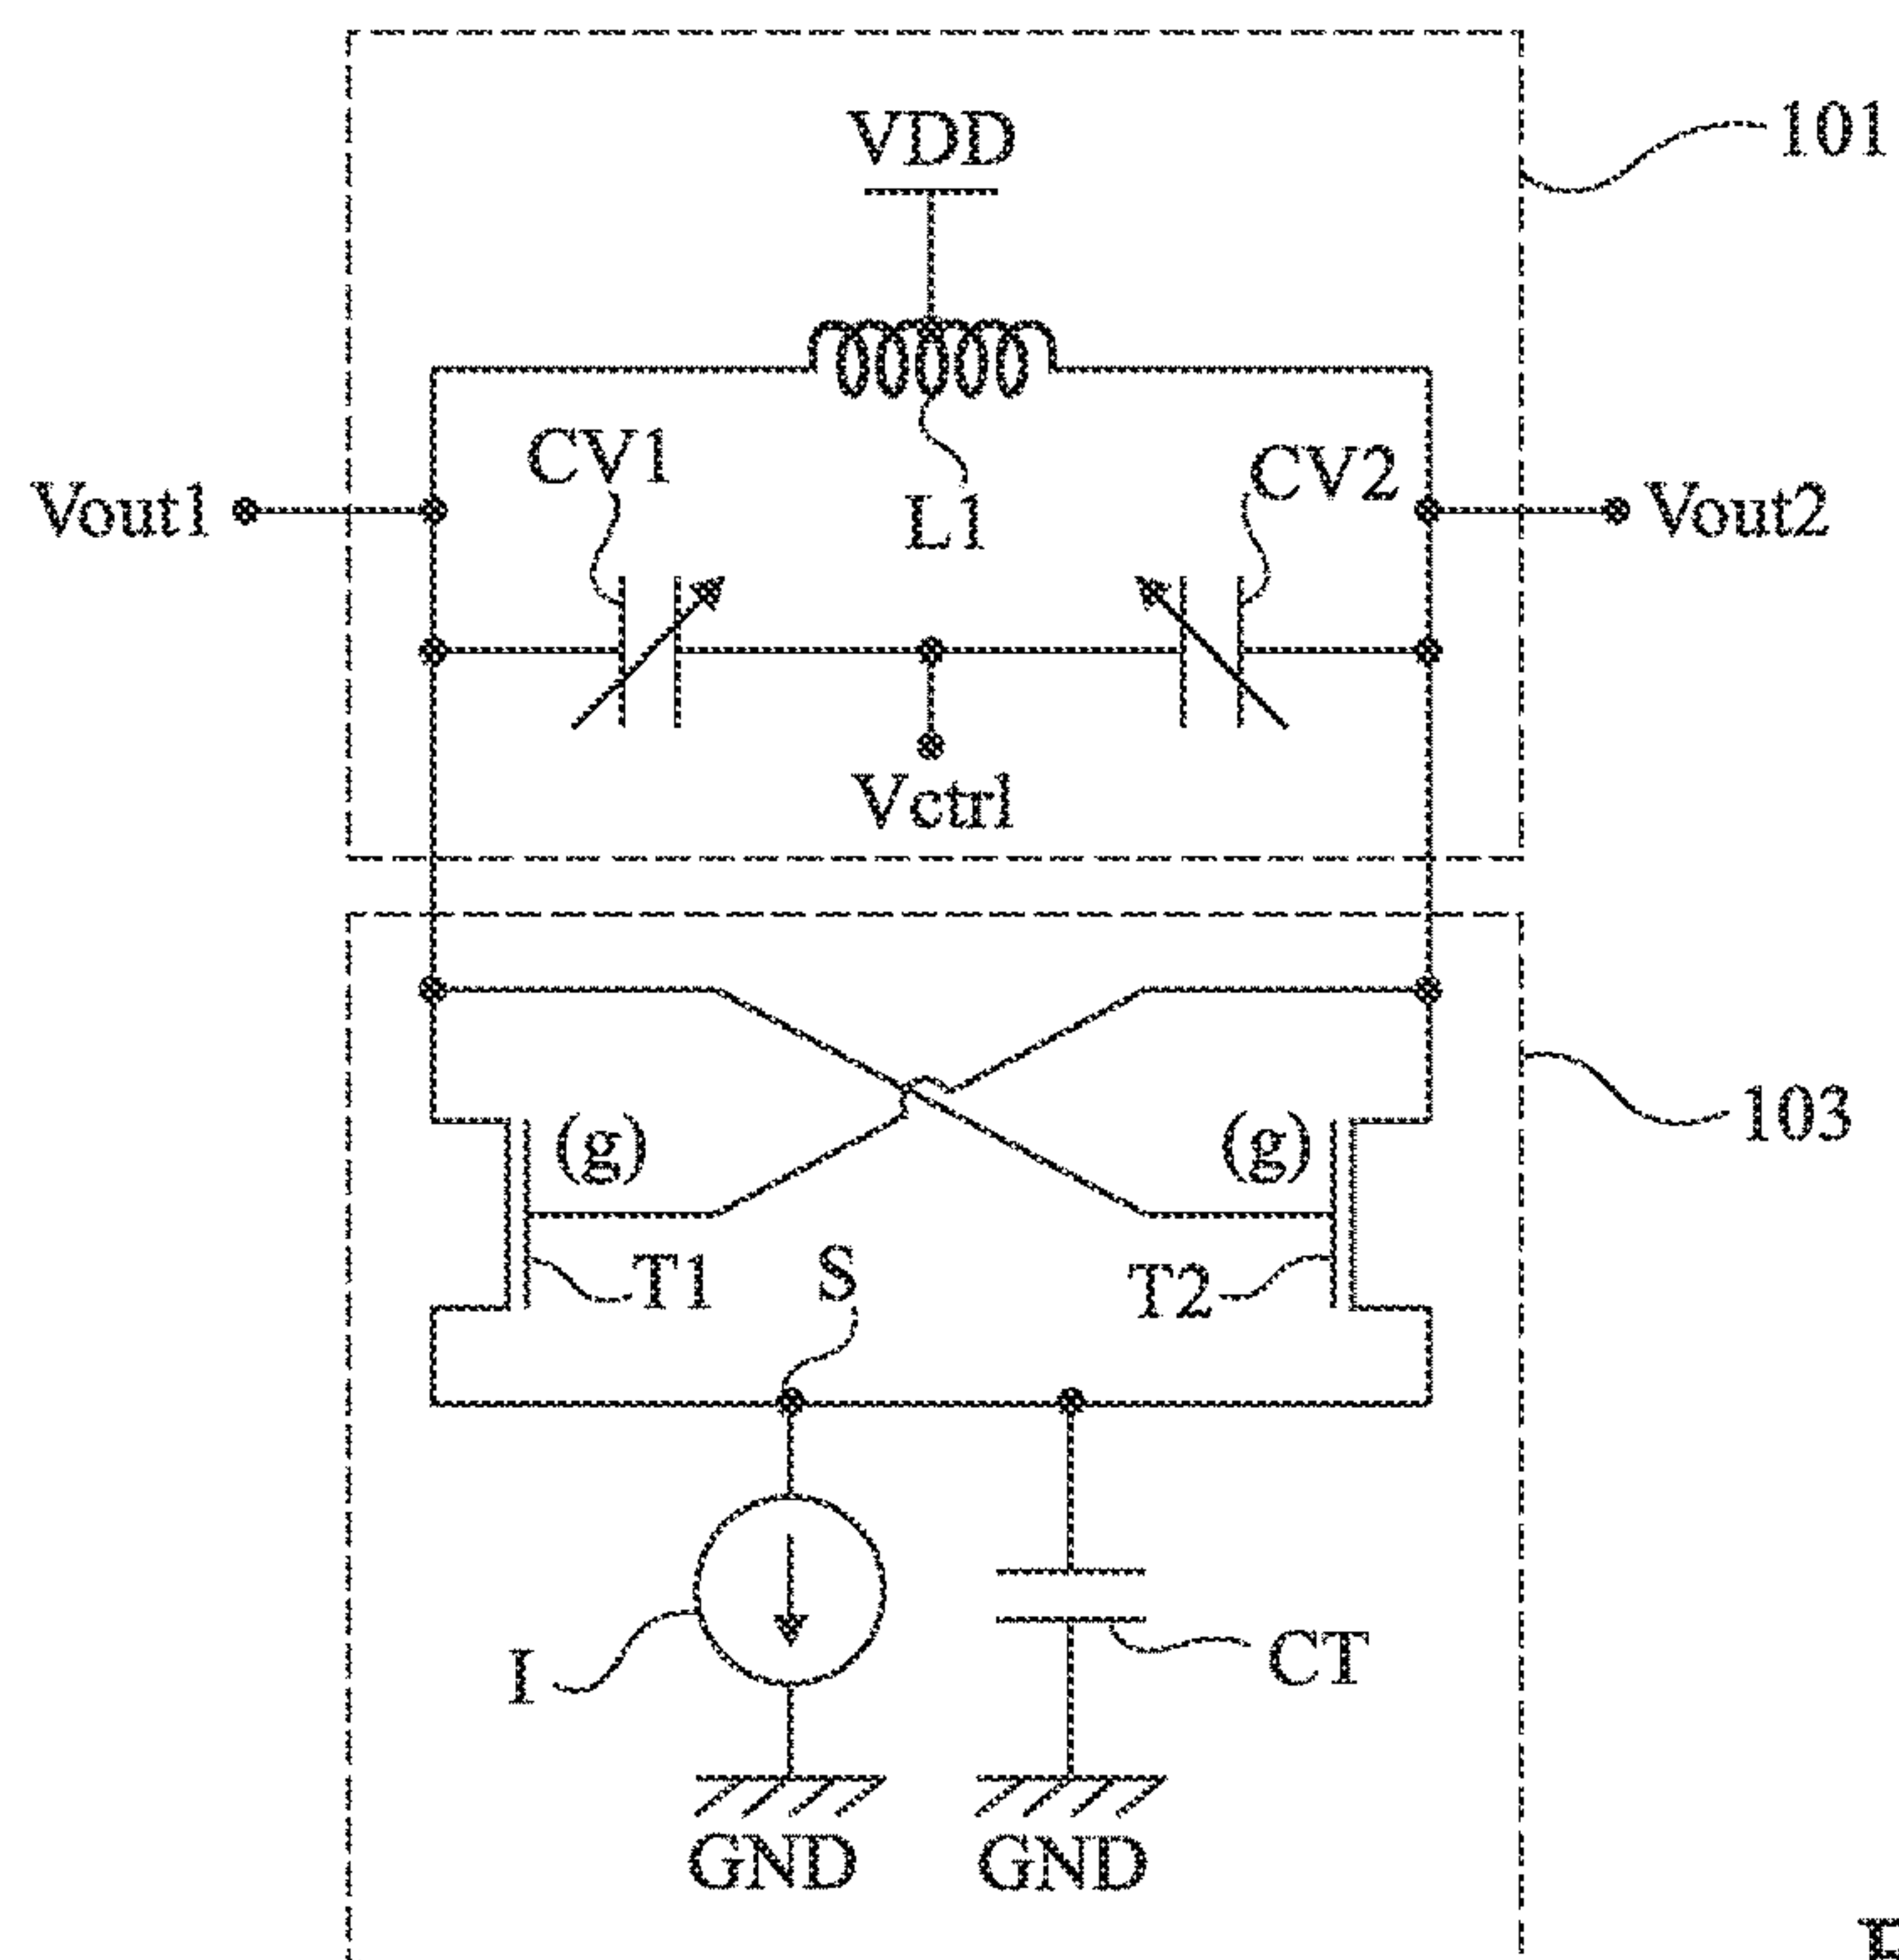 101
VDD
CV1
CV2
Vout1
L1
Vout2
Vctrl
(g)
(g)
103
T1
S
T2
I
CT
GND
GND